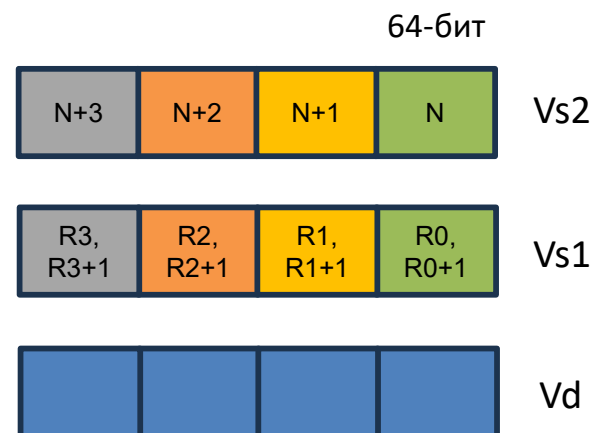 64-бит
N+3 N+2 N+1 N Vs2
R3, R2, R1, R0,
R3+1 R2+1 R1+1 R0+1 Vs1
Vd